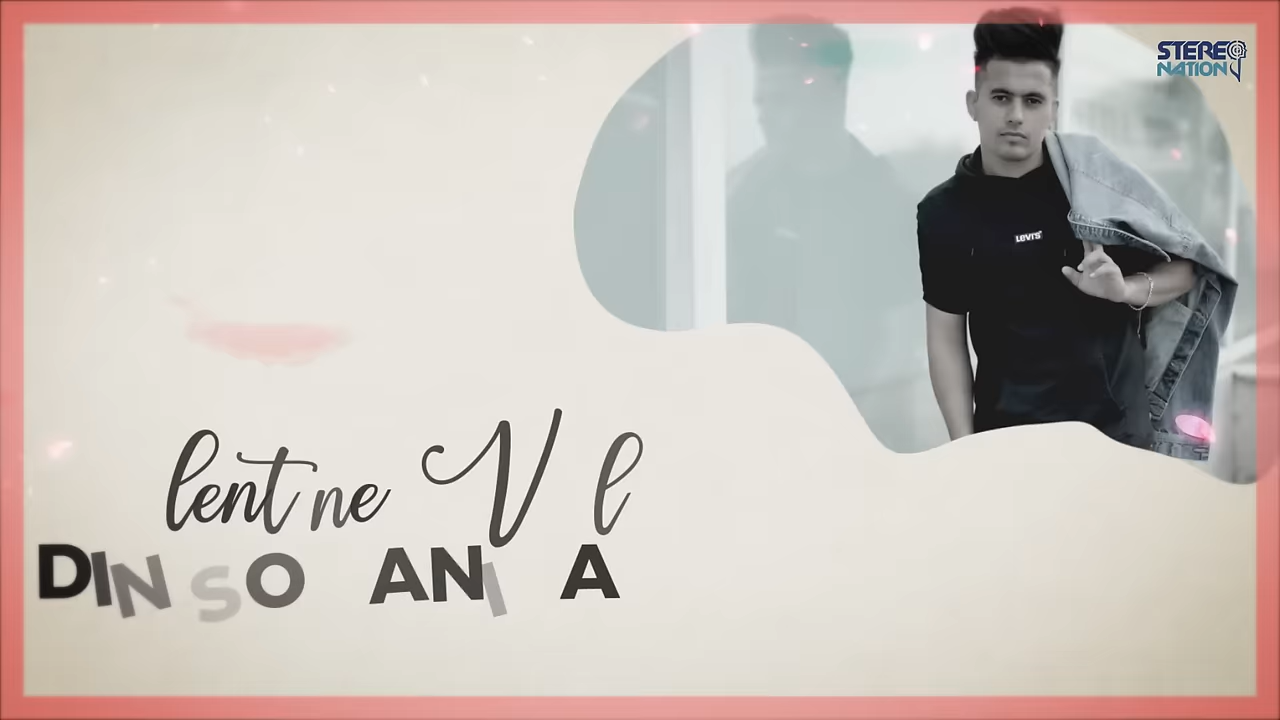 STEREO
NATION
Levi's
lent ne V l
DIN SO ANI A